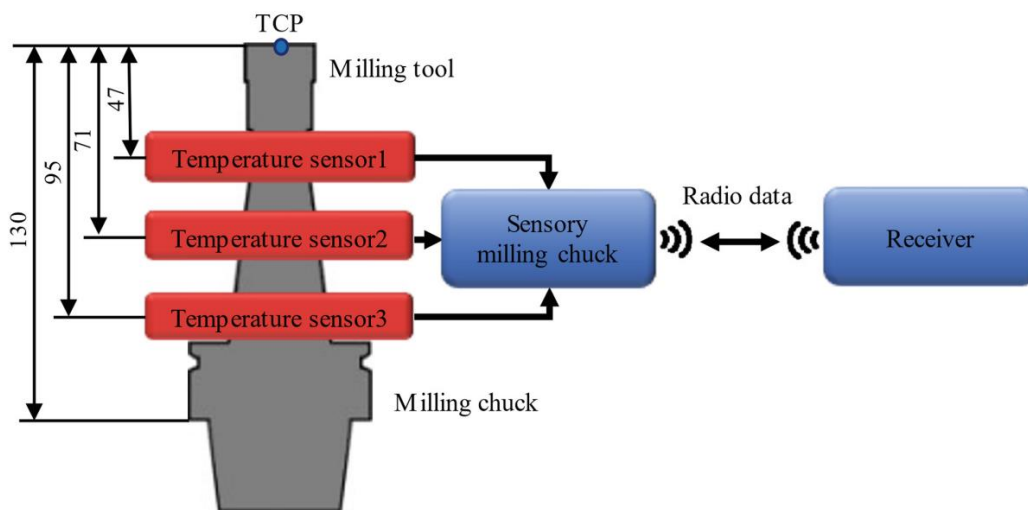 TCP
Milling tool
47
71
95
130
Temperature sensor1
Temperature sensor2
Temperature sensor3
Sensory
milling chuck
Radio data
Receiver
Milling chuck